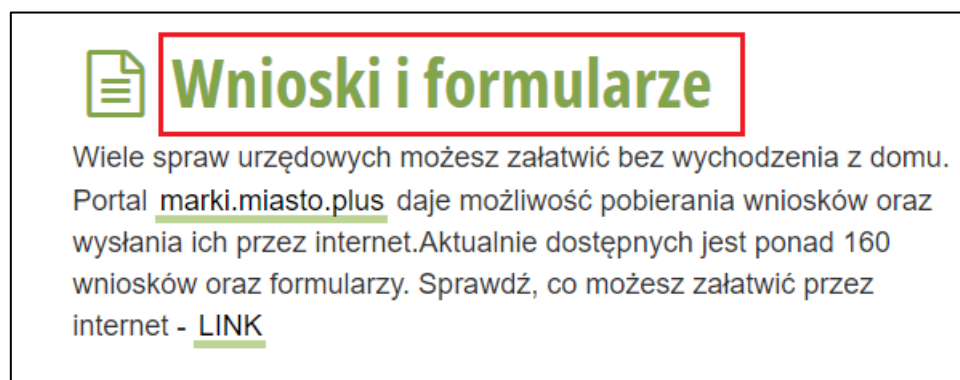 Wnioski i formularze
Wiele spraw urzędowych możesz załatwić bez wychodzenia z domu.
Portal marki.miasto.plus daje możliwość pobierania wniosków oraz
wysłania ich przez internet.Aktualnie dostępnych jest ponad 160
wniosków oraz formularzy. Sprawdź, co możesz załatwić przez
internet - LINK